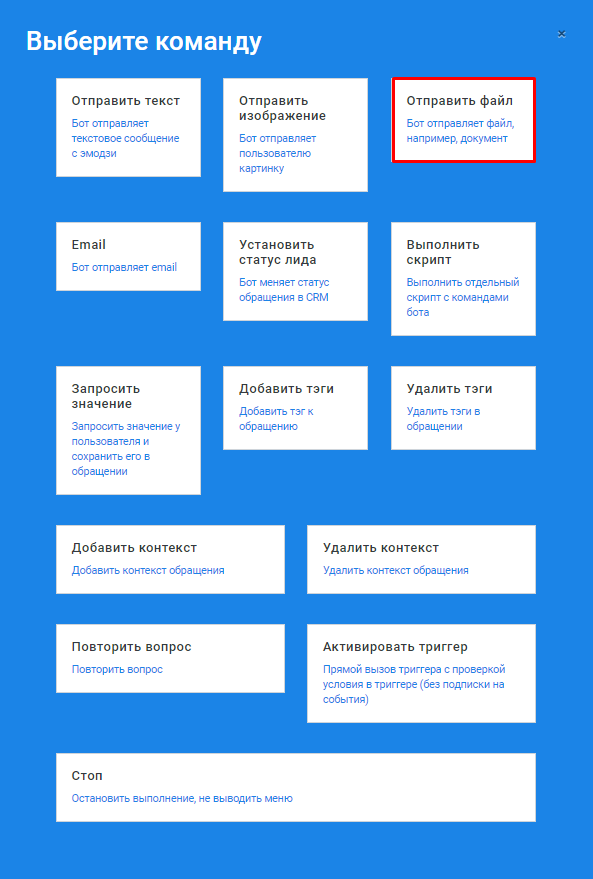 Выберите команду
×
Отправить текст
Бот отправляет
текстовое сообщение
с эмодзи
Отправить
изображение
Бот отправляет
пользователю
картинку
Отправить файл
Бот отправляет файл,
например, документ
Email
Бот отправляет email
Установить
статус лида
Бот меняет статус
обращения в CRM
Выполнить
скрипт
Выполнить отдельный
скрипт с командами
бота
Запросить
значение
Запросить значение у
пользователя и
сохранить его в
обращении
Добавить тэги
Добавить тэг к
обращению
Удалить тэги
Удалить тэги в
обращении
Добавить контекст
Добавить контекст обращения
Удалить контекст
Удалить контекст обращения
Повторить вопрос
Повторить вопрос
Активировать триггер
Прямой вызов триггера с проверкой
условия в триггере (без подписки на
события)
Стоп
Остановить выполнение, не выводить меню